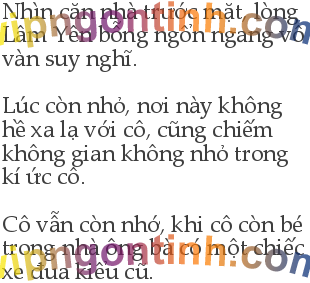 Nhìn căn nhà trước mặt, lòng
Lâm Yên bỗng ngổn ngang vô
vàn suy nghĩ.
Lúc còn nhỏ, nơi này không
hề xa lạ với cô, cũng chiếm
không gian không nhỏ trong
kí ức cô.
Cô vẫn còn nhớ, khi cô còn bé
trong nhà ông bà có một chiếc
xe đua kiểu cũ.